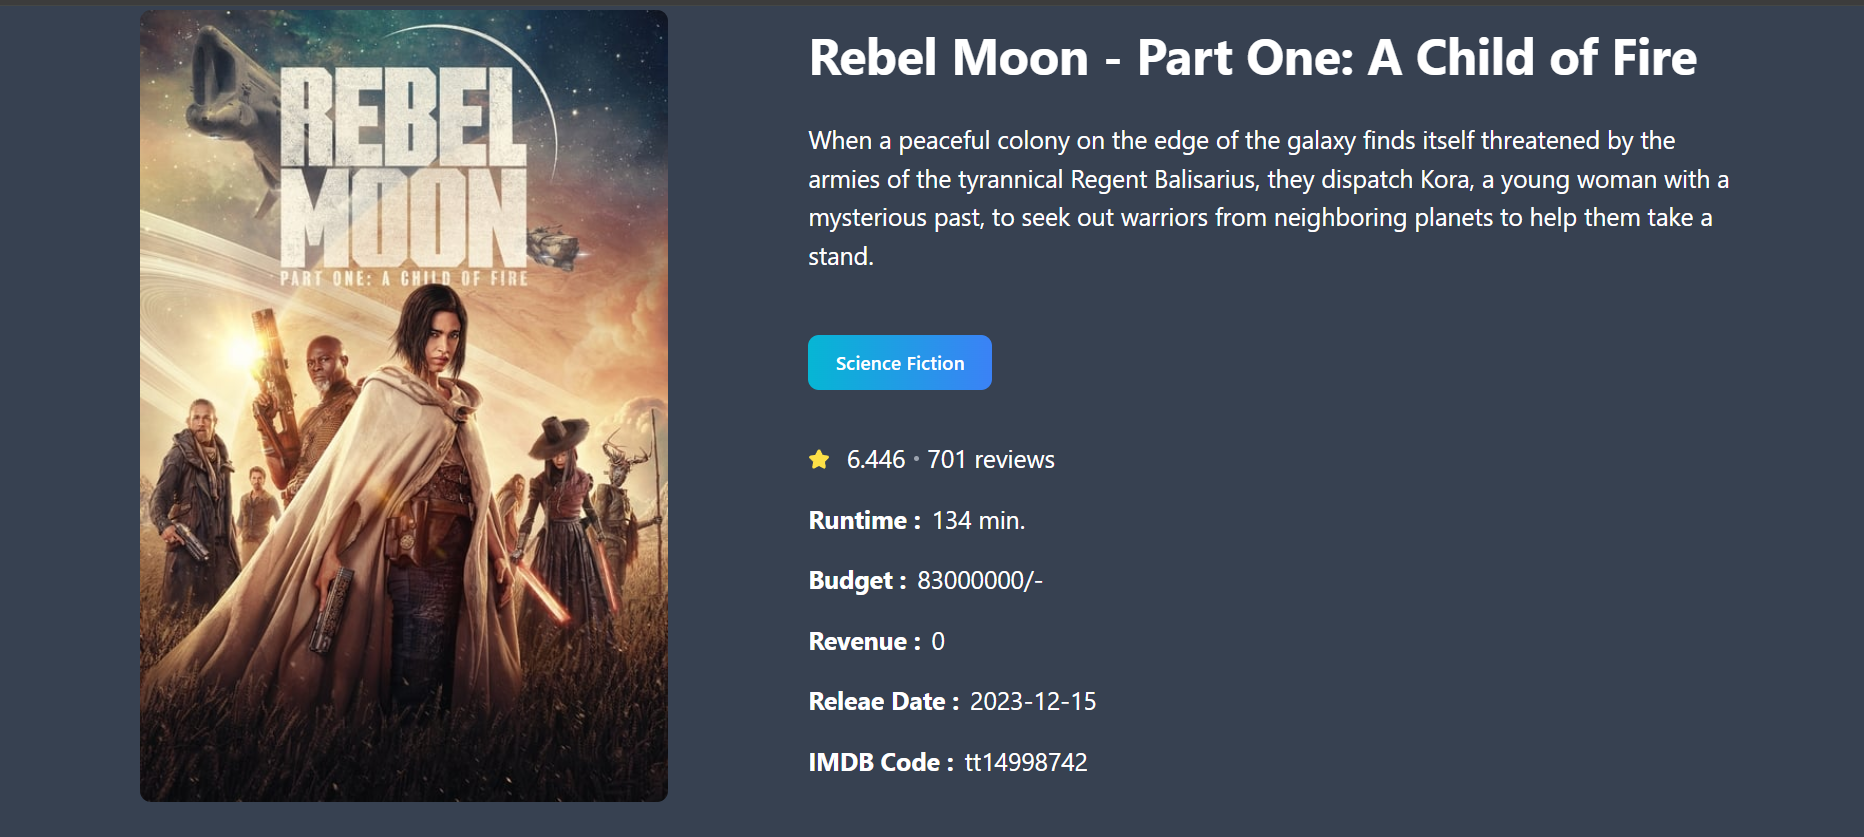 REBEL
MOON
PART ONE: A CHILD OF FIRE
Rebel Moon - Part One: A Child of Fire
When a peaceful colony on the edge of the galaxy finds itself threatened by the
armies of the tyrannical Regent Balisarius, they dispatch Kora, a young woman with a
mysterious past, to seek out warriors from neighboring planets to help them take a
stand.
Science Fiction
6.446 • 701 reviews
Runtime : 134 min.
Budget : 83000000/-
Revenue : 0
Releae Date : 2023-12-15
IMDB Code : tt14998742